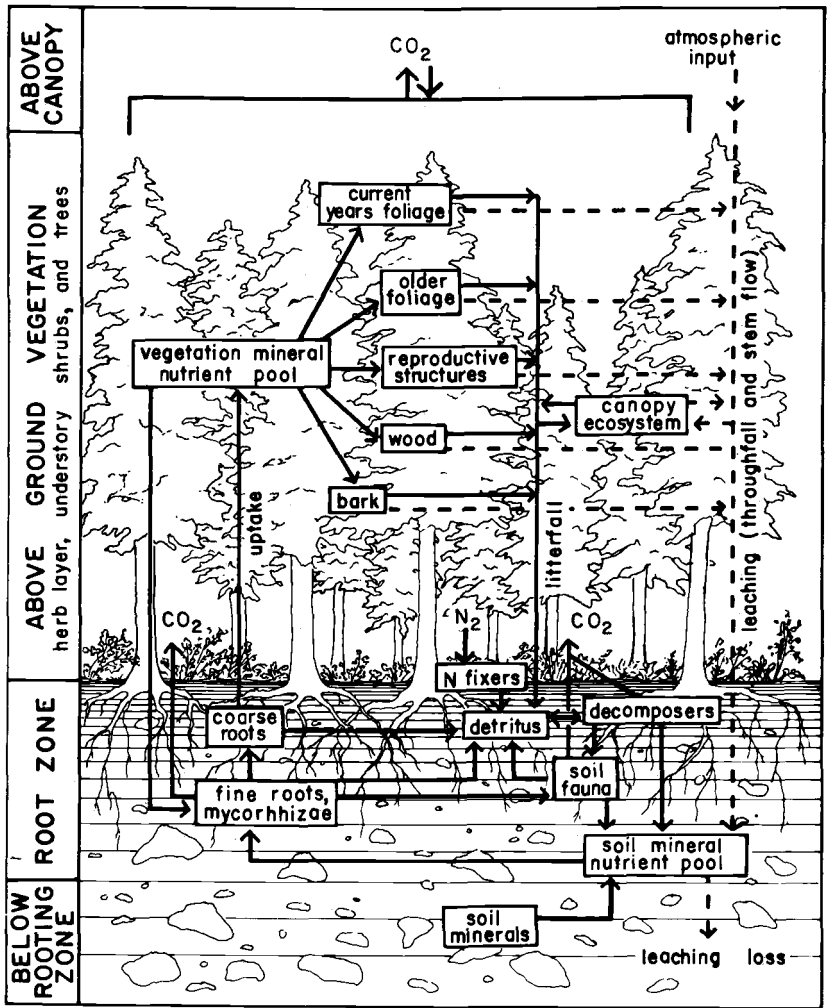 ABOVE
CANOPY
CO2
atmospheric
input
ABOVE GROUND VEGETATION
herb layer, understory shrubs, and trees
current
years foliage
older
foliage
vegetation mineral
nutrient pool
reproductive
structures
canopy
ecosystem
wood
bark
uptake
litterfall
leaching (throughfall and stem flow)
CO2
N2
CO2
N fixers
ROOT ZONE
coarse
roots
detritus
decomposers
soil
fauna
fine roots,
mycorhhizae
soil mineral
nutrient pool
BELOW
ROOTING
ZONE
soil
minerals
leaching loss